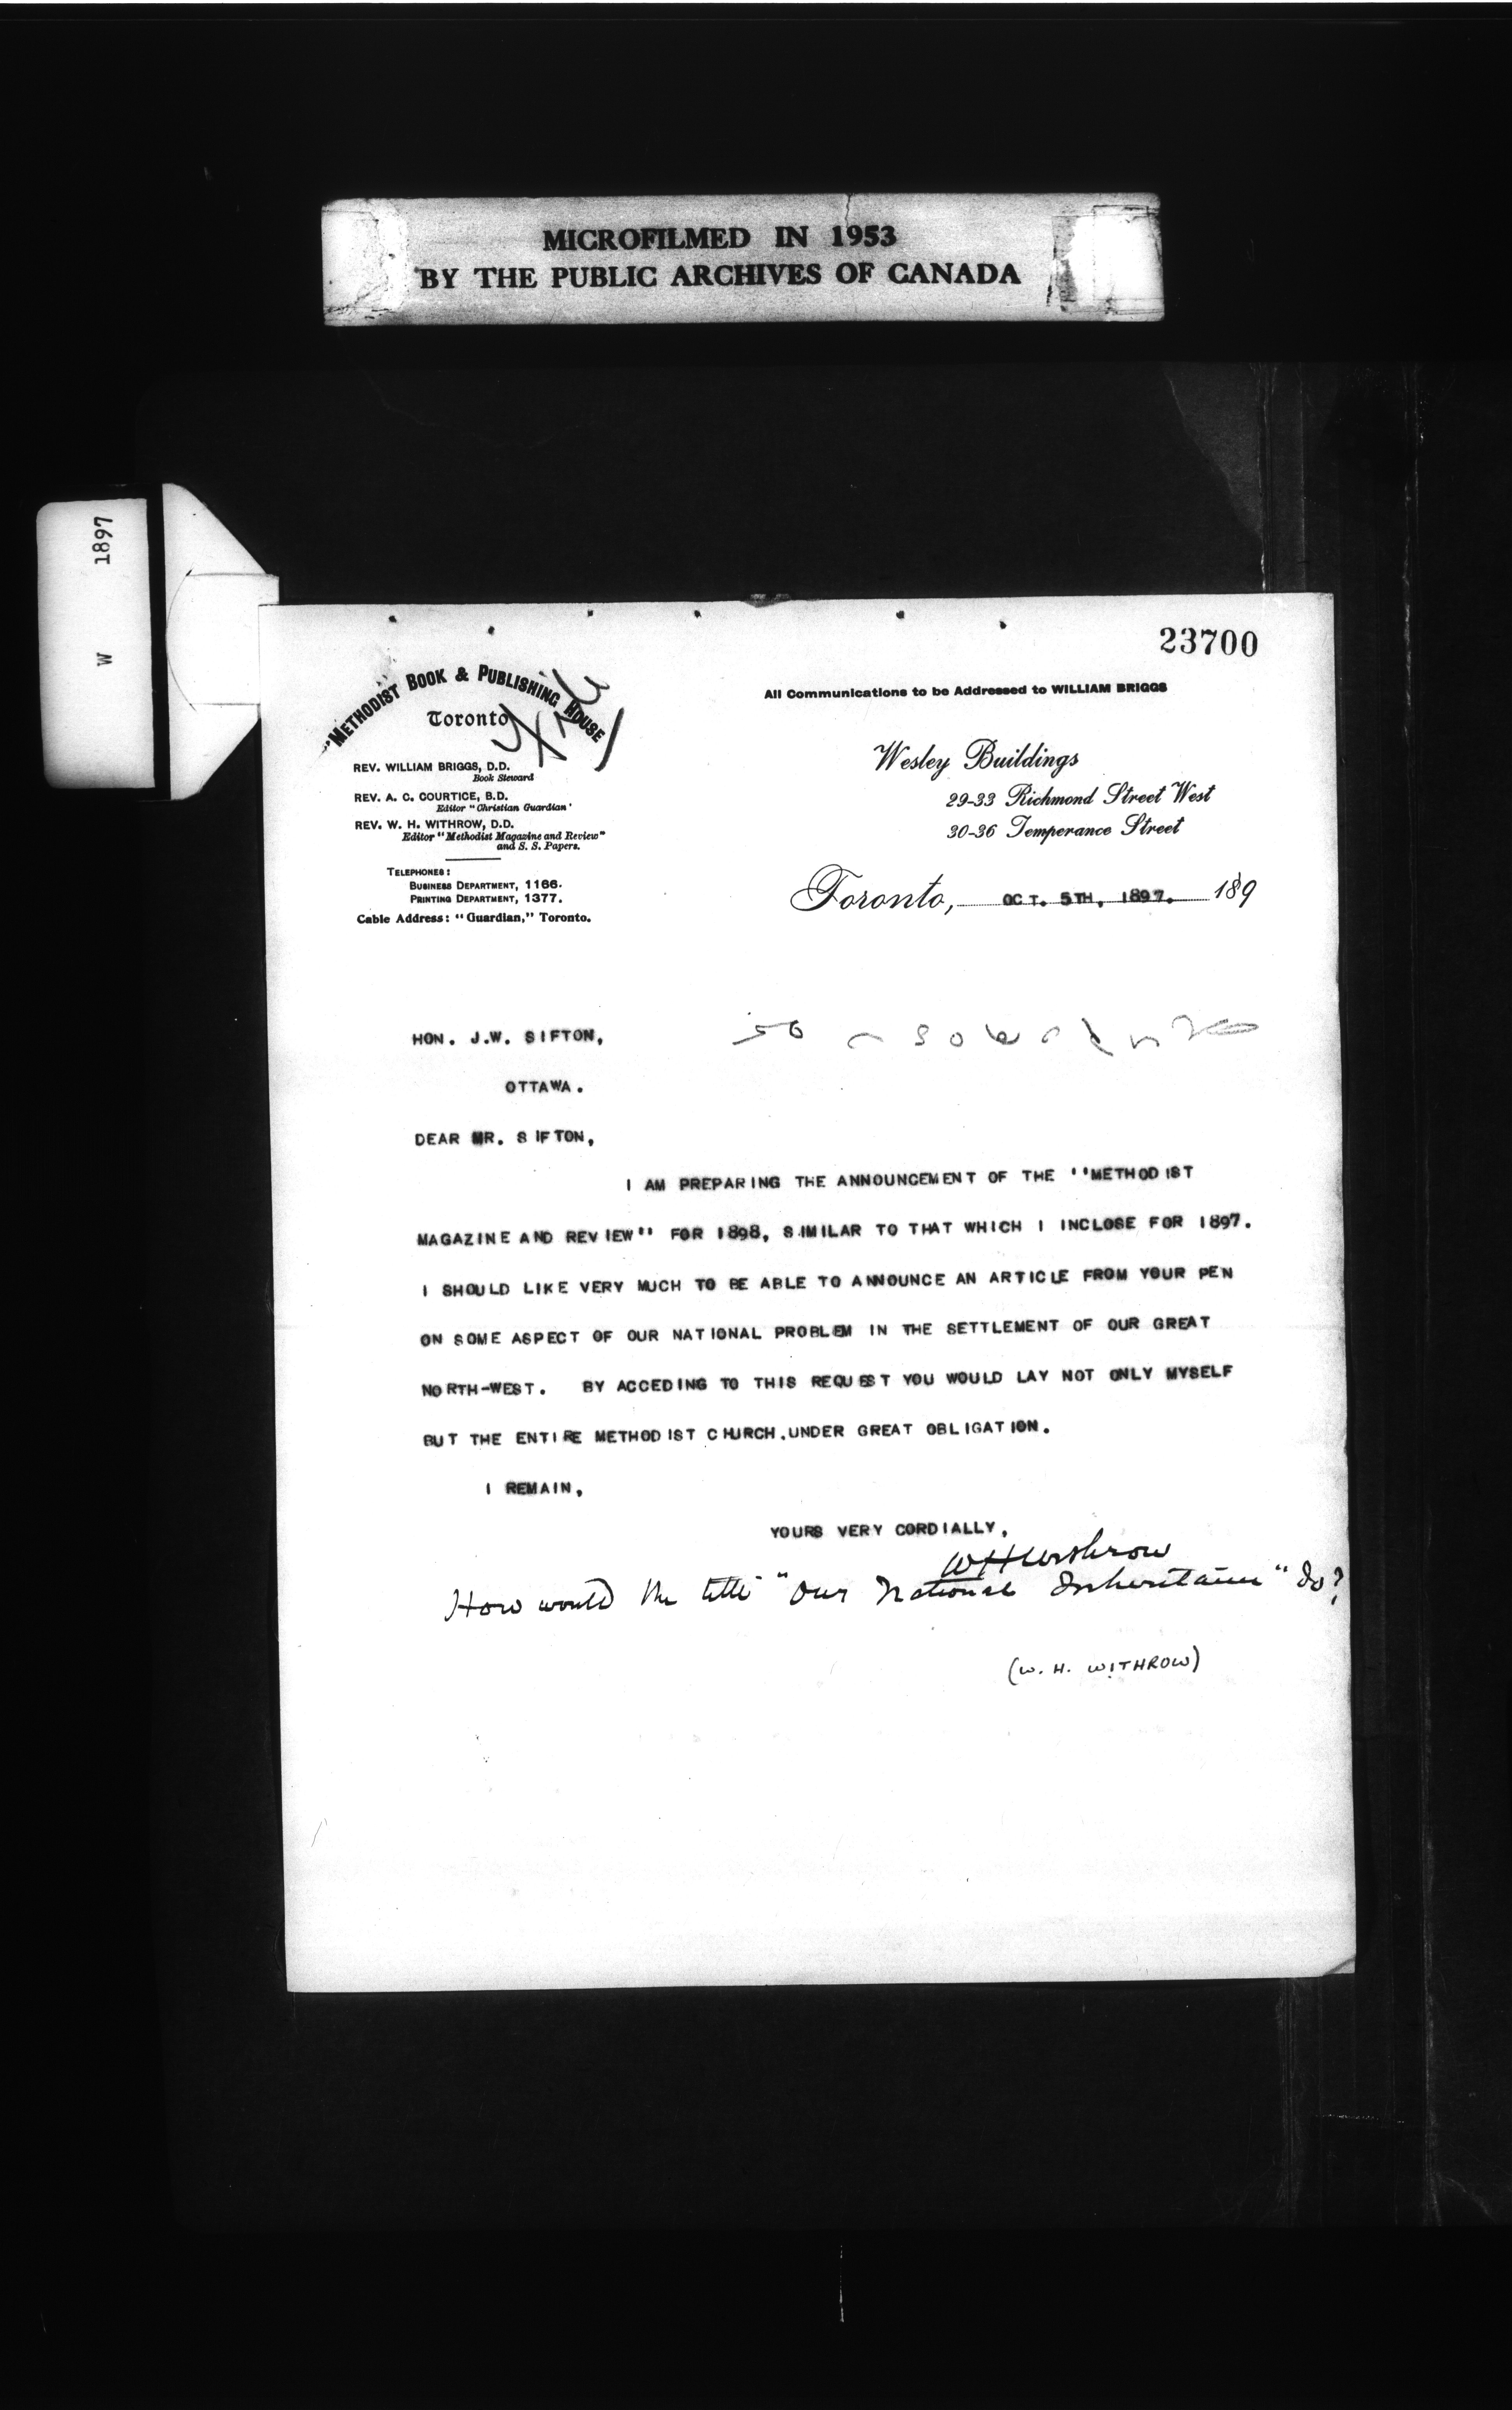 MICROFILMED IN 1953
BY THE PUBLIC ARCHIVES OF CANADA
W 1897
23700
METHODIST BOOK & PUBLISHING HOUSE
Toronto
REV. WILLIAM BRIGGS, D.D.
Book Steward
REV. A. C. COURTICE, B.D.
Editor "Christian Guardian"
REV. W. H. WITHROW, D.D.
Editor "Methodist Magazine and Review"
and S. S. Papers.
TELEPHONES:
BUSINESS DEPARTMENT, 1166.
PRINTING DEPARTMENT, 1377.
Cable Address: "Guardian," Toronto.
All Communications to be Addressed to WILLIAM BRIGGS
Wesley Buildings
29-33 Richmond Street West
30-36 Temperance Street
Toronto, OCT. 5TH, 1897. 189
HON. J.W. SIFTON,
OTTAWA.
DEAR MR. SIFTON,
I AM PREPARING THE ANNOUNCEMENT OF THE ''METHODIST
MAGAZINE AND REVIEW'' FOR 1898, SIMILAR TO THAT WHICH I INCLOSE FOR 1897.
I SHOULD LIKE VERY MUCH TO BE ABLE TO ANNOUNCE AN ARTICLE FROM YOUR PEN
ON SOME ASPECT OF OUR NATIONAL PROBLEM IN THE SETTLEMENT OF OUR GREAT
NORTH-WEST. BY ACCEDING TO THIS REQUEST YOU WOULD LAY NOT ONLY MYSELF
BUT THE ENTIRE METHODIST CHURCH.UNDER GREAT OBLIGATION.
I REMAIN,
YOURS VERY CORDIALLY,
W H Withrow
How would the title "Our National Inheritance" do?
(W. H. WITHROW)